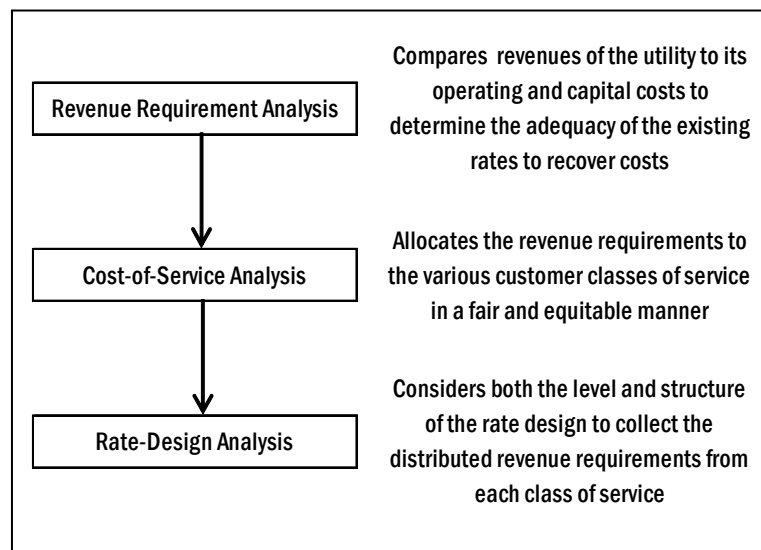 Revenue Requirement Analysis
Compares revenues of the utility to its
operating and capital costs to
determine the adequacy of the existing
rates to recover costs
Cost-of-Service Analysis
Allocates the revenue requirements to
the various customer classes of service
in a fair and equitable manner
Rate-Design Analysis
Considers both the level and structure
of the rate design to collect the
distributed revenue requirements from
each class of service